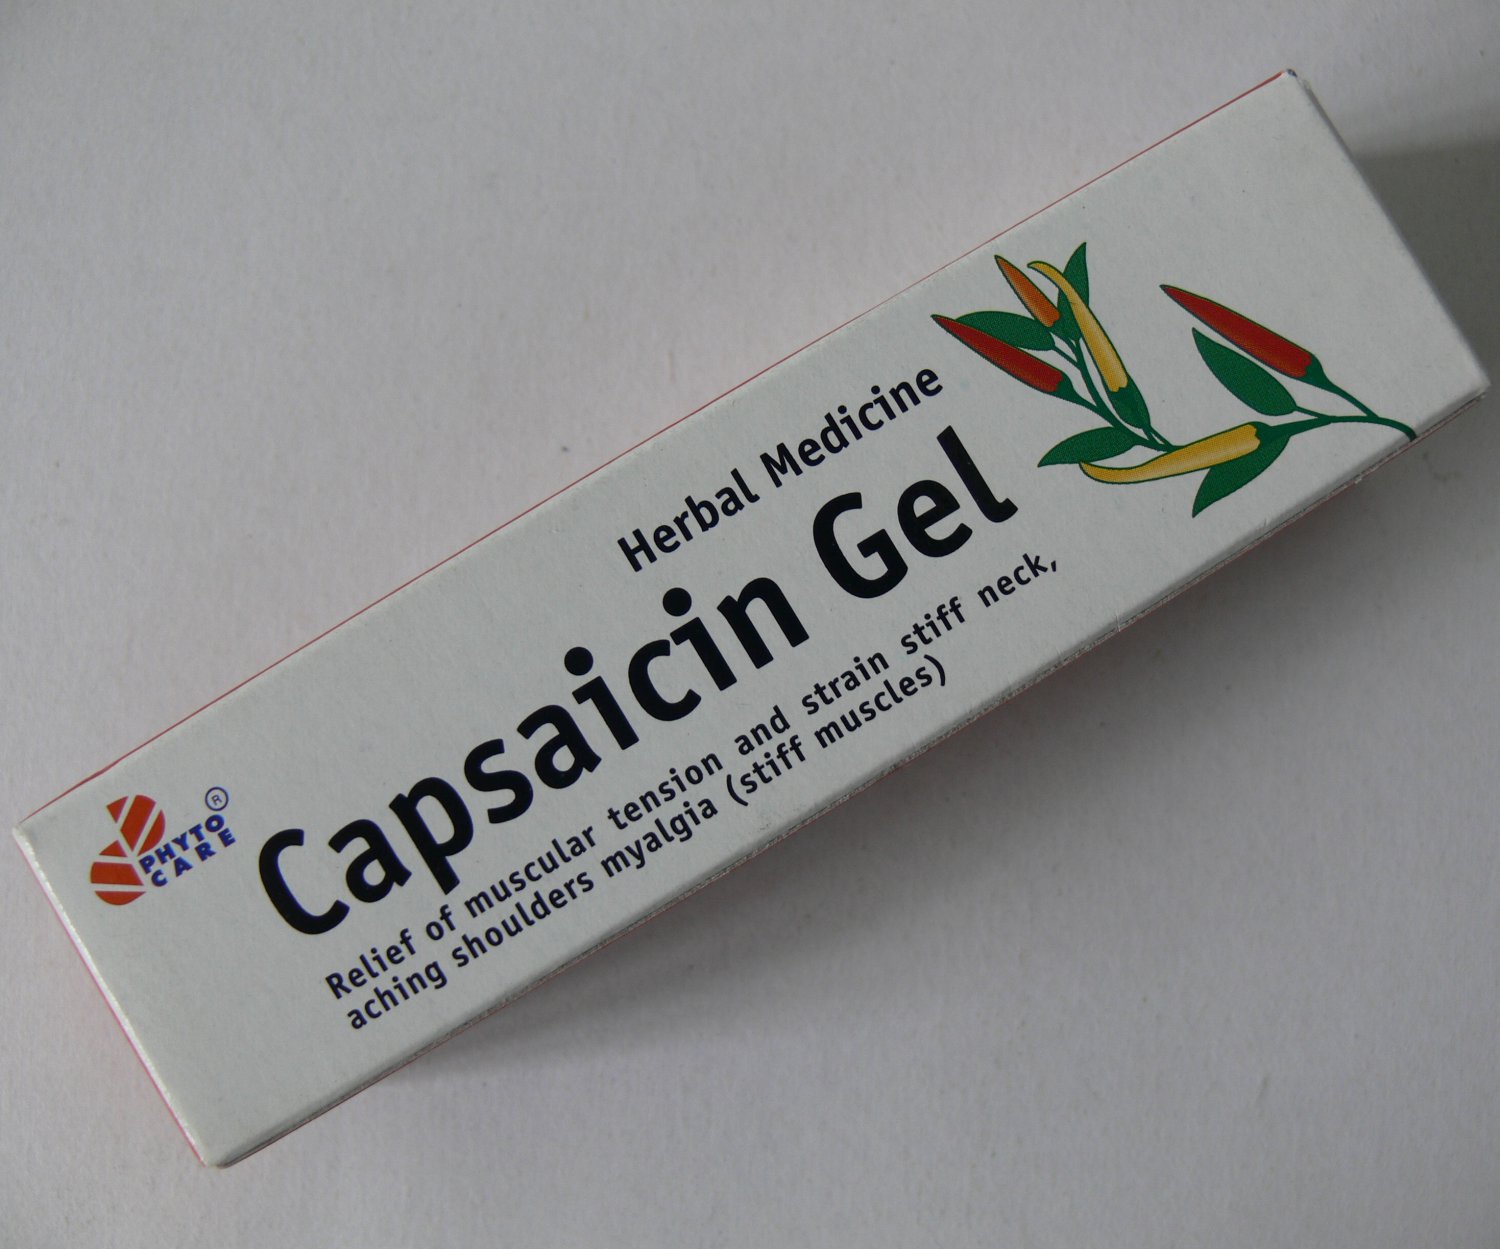 PHYTO®
CARE
Herbal Medicine
Capsaicin Gel
Relief of muscular tension and strain stiff neck,
aching shoulders myalgia (stiff muscles)